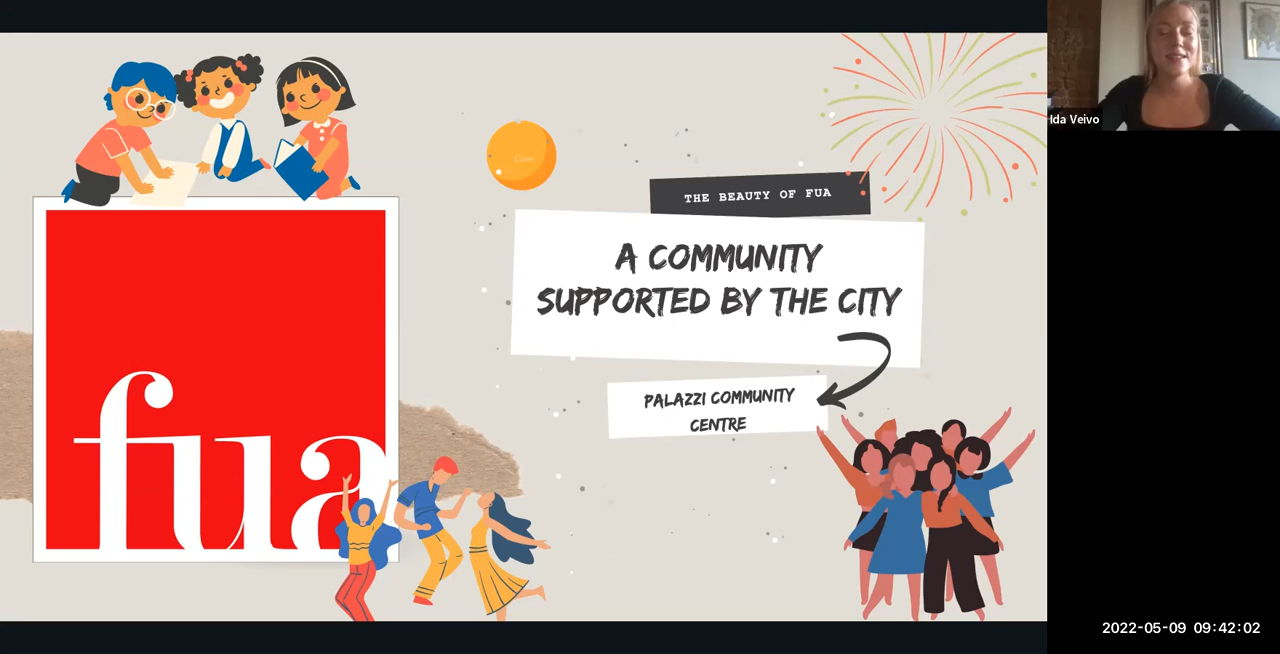 THE BEAUTY OF FUA
A COMMUNITY
SUPPORTED BY THE CITY
PALAZZI COMMUNITY
CENTRE
fua
Ida Veivo
2022-05-09 09:42:02